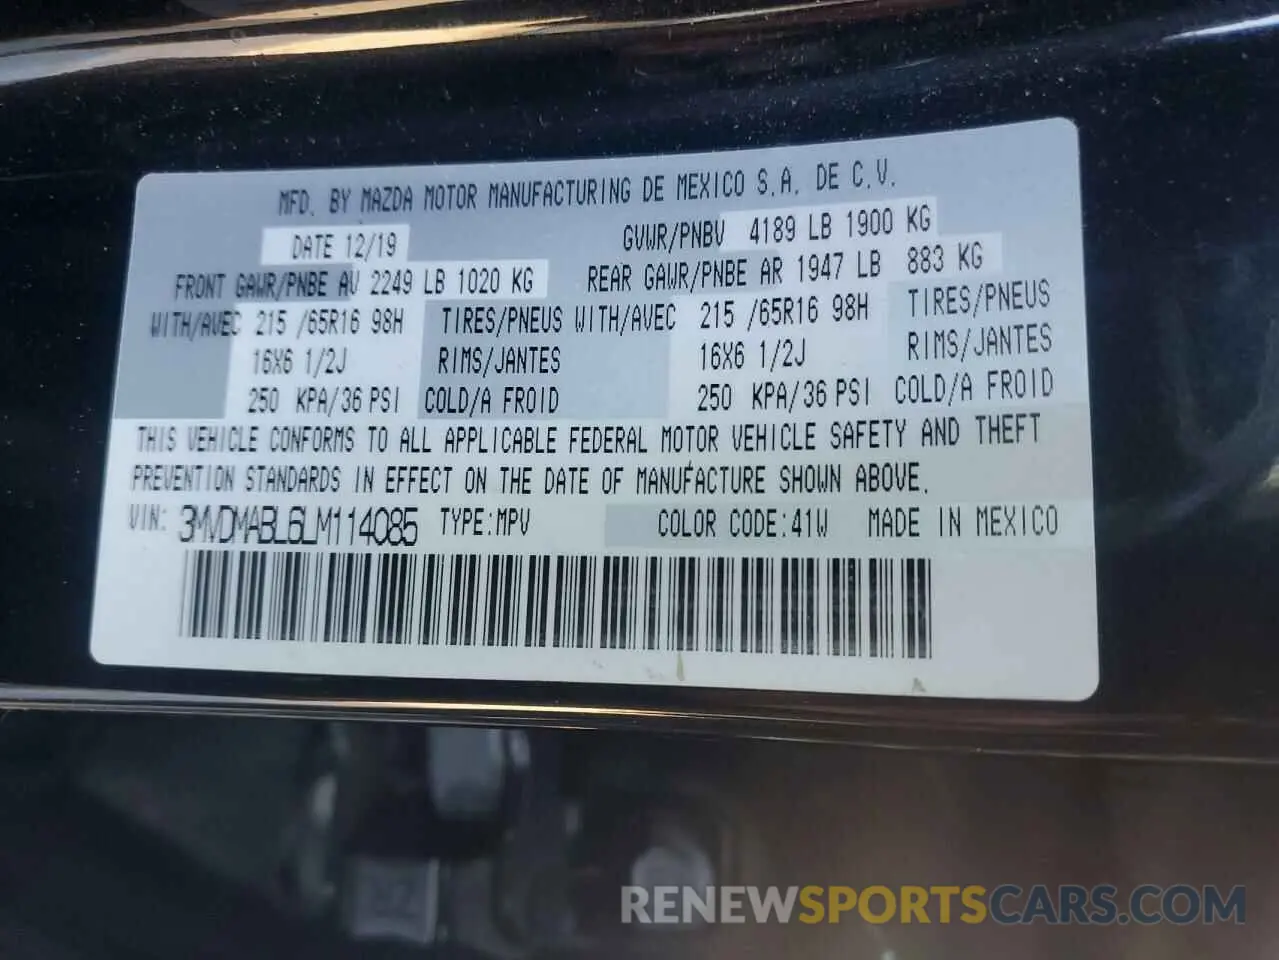 MFD. BY MAZDA MOTOR MANUFACTURING DE MEXICO S.A. DE C.V.
DATE 12/19 GVWR/PNBV 4189 LB 1900 KG
FRONT GAWR/PNBE AV 2249 LB 1020 KG REAR GAWR/PNBE AR 1947 LB 883 KG
WITH/AVEC 215 /65R16 98H TIRES/PNEUS WITH/AVEC 215 /65R16 98H TIRES/PNEUS
16X6 1/2J RIMS/JANTES 16X6 1/2J RIMS/JANTES
250 KPA/36 PSI COLD/A FROID 250 KPA/36 PSI COLD/A FROID
THIS VEHICLE CONFORMS TO ALL APPLICABLE FEDERAL MOTOR VEHICLE SAFETY AND THEFT
PREVENTION STANDARDS IN EFFECT ON THE DATE OF MANUFACTURE SHOWN ABOVE.
VIN: 3MVDMABL6LM114085 TYPE:MPV COLOR CODE:41W MADE IN MEXICO
RENEWSPORTSCARS.COM